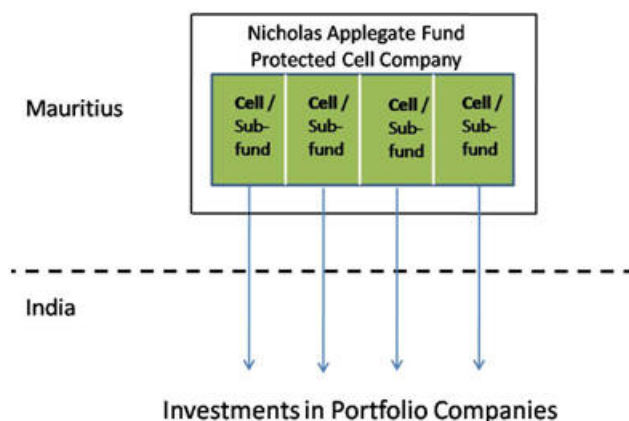 Nicholas Applegate Fund
Protected Cell Company
Mauritius
Cell /
Sub-
fund
Cell /
Sub-
fund
Cell /
Sub-
fund
Cell /
Sub-
fund
India
Investments in Portfolio Companies